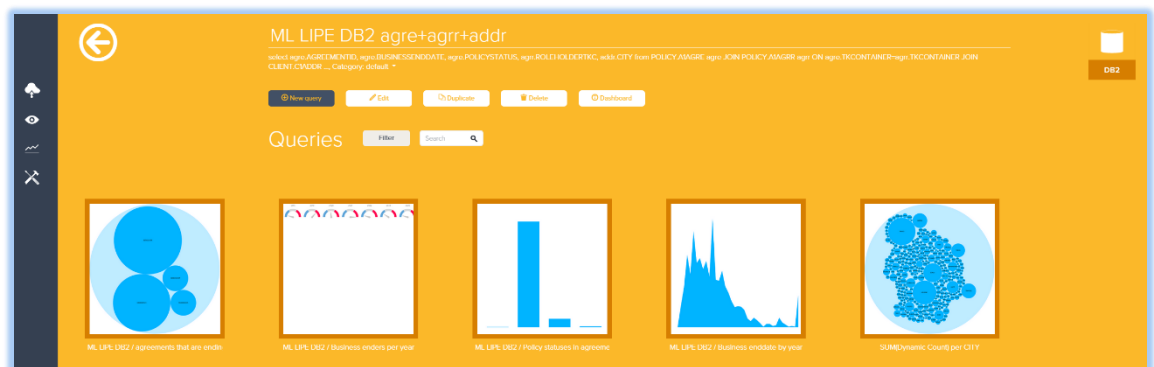 ML LIPE DB2 agre+agrr+addr
select agre.AGREEMENTID, agre.BUSINESSENDDATE, agre.POLICYSTATUS, agrr.ROLEHOLDERTKC, addr.CITY from POLICY.A1AGRE agre JOIN POLICY.A1AGRR agrr ON agre.TKCONTAINER=agrr.TKCONTAINER JOIN
CLIENT.C1ADDR ..., Category: default
DB2
New query Edit Duplicate Delete Dashboard
Queries Filter Search
ML LIPE DB2 / agreements that are endin
ML LIPE DB2 / Business enders per year
ML LIPE DB2 / Policy statuses in agreeme
ML LIPE DB2 / Business enddate by year
SUM(Dynamic Count) per CITY